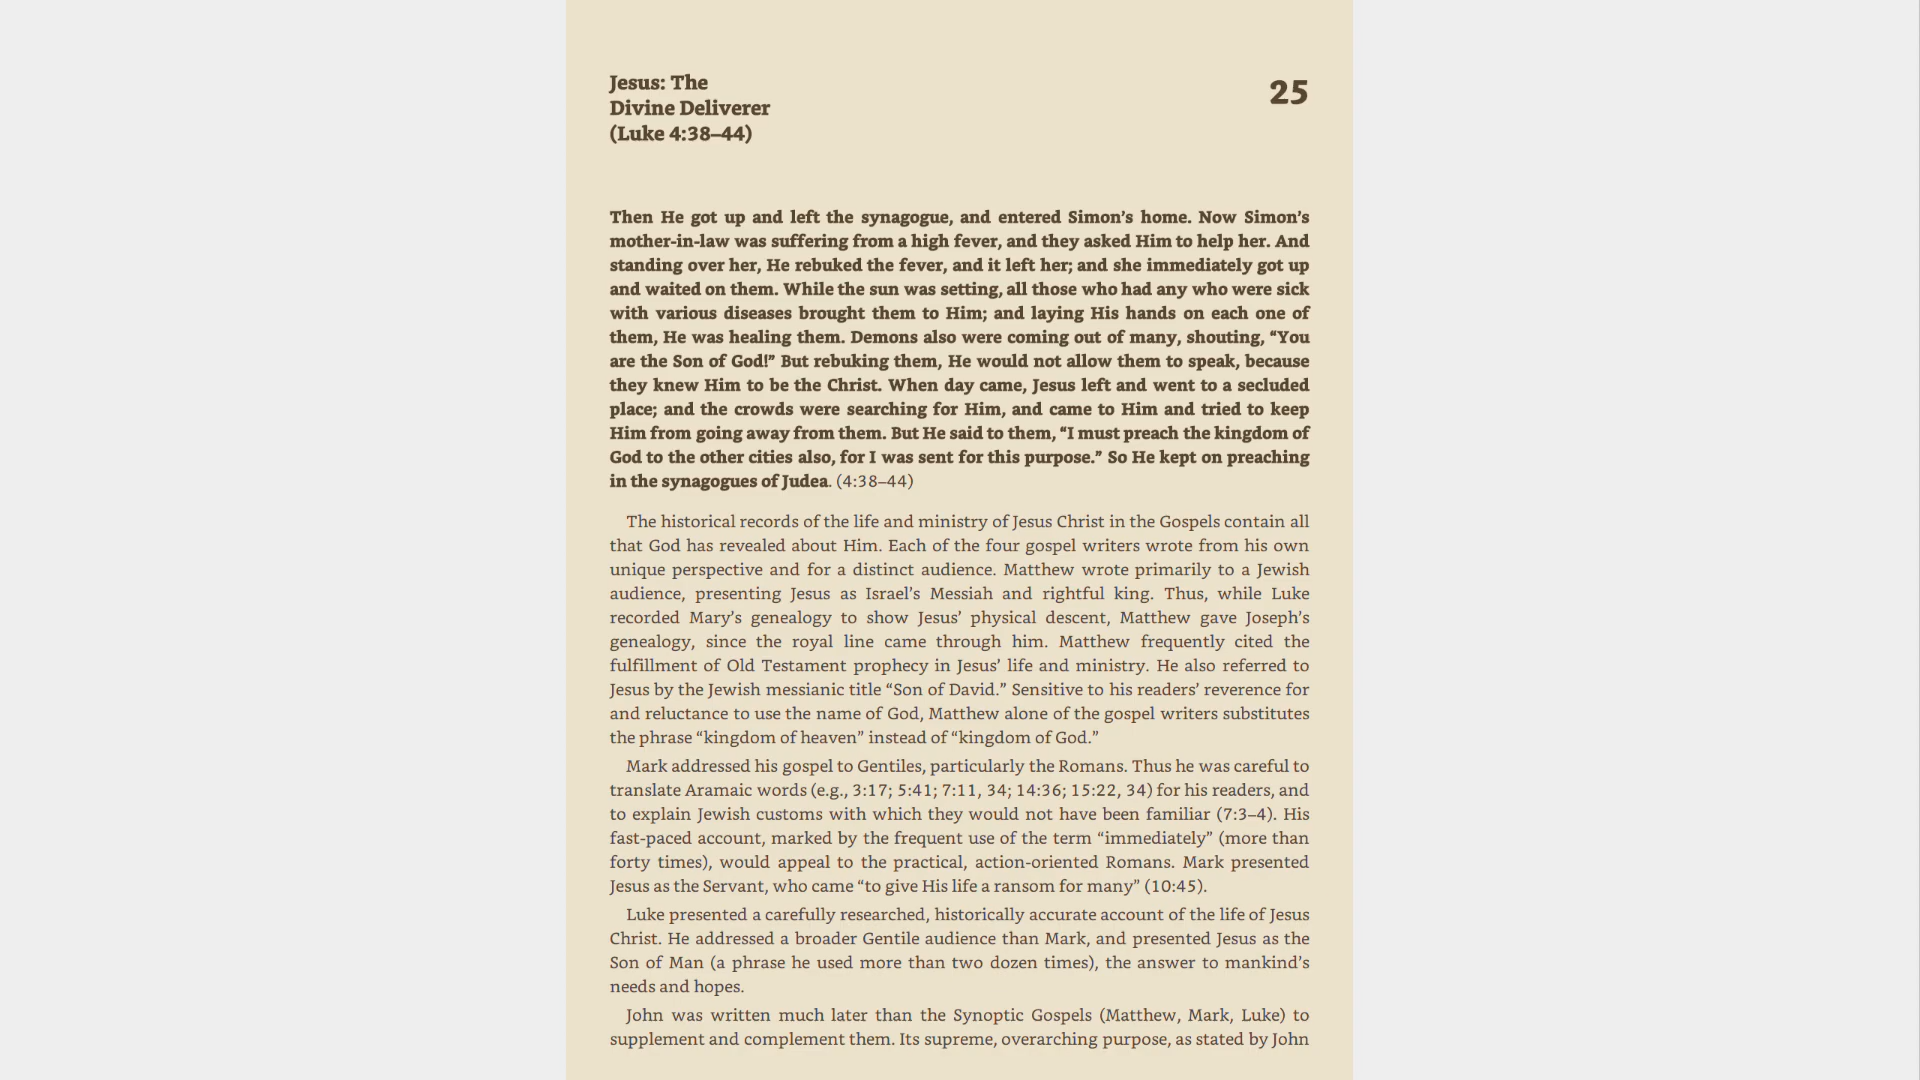 Jesus: The
Divine Deliverer
(Luke 4:38–44)
25
Then He got up and left the synagogue, and entered Simon’s home. Now Simon’s
mother-in-law was suffering from a high fever, and they asked Him to help her. And
standing over her, He rebuked the fever, and it left her; and she immediately got up
and waited on them. While the sun was setting, all those who had any who were sick
with various diseases brought them to Him; and laying His hands on each one of
them, He was healing them. Demons also were coming out of many, shouting, “You
are the Son of God!” But rebuking them, He would not allow them to speak, because
they knew Him to be the Christ. When day came, Jesus left and went to a secluded
place; and the crowds were searching for Him, and came to Him and tried to keep
Him from going away from them. But He said to them, “I must preach the kingdom of
God to the other cities also, for I was sent for this purpose.” So He kept on preaching
in the synagogues of Judea. (4:38–44)
The historical records of the life and ministry of Jesus Christ in the Gospels contain all
that God has revealed about Him. Each of the four gospel writers wrote from his own
unique perspective and for a distinct audience. Matthew wrote primarily to a Jewish
audience, presenting Jesus as Israel’s Messiah and rightful king. Thus, while Luke
recorded Mary’s genealogy to show Jesus’ physical descent, Matthew gave Joseph’s
genealogy, since the royal line came through him. Matthew frequently cited the
fulfillment of Old Testament prophecy in Jesus’ life and ministry. He also referred to
Jesus by the Jewish messianic title “Son of David.” Sensitive to his readers’ reverence for
and reluctance to use the name of God, Matthew alone of the gospel writers substitutes
the phrase “kingdom of heaven” instead of “kingdom of God.”
Mark addressed his gospel to Gentiles, particularly the Romans. Thus he was careful to
translate Aramaic words (e.g., 3:17; 5:41; 7:11, 34; 14:36; 15:22, 34) for his readers, and
to explain Jewish customs with which they would not have been familiar (7:3–4). His
fast-paced account, marked by the frequent use of the term “immediately” (more than
forty times), would appeal to the practical, action-oriented Romans. Mark presented
Jesus as the Servant, who came “to give His life a ransom for many” (10:45).
Luke presented a carefully researched, historically accurate account of the life of Jesus
Christ. He addressed a broader Gentile audience than Mark, and presented Jesus as the
Son of Man (a phrase he used more than two dozen times), the answer to mankind’s
needs and hopes.
John was written much later than the Synoptic Gospels (Matthew, Mark, Luke) to
supplement and complement them. Its supreme, overarching purpose, as stated by John